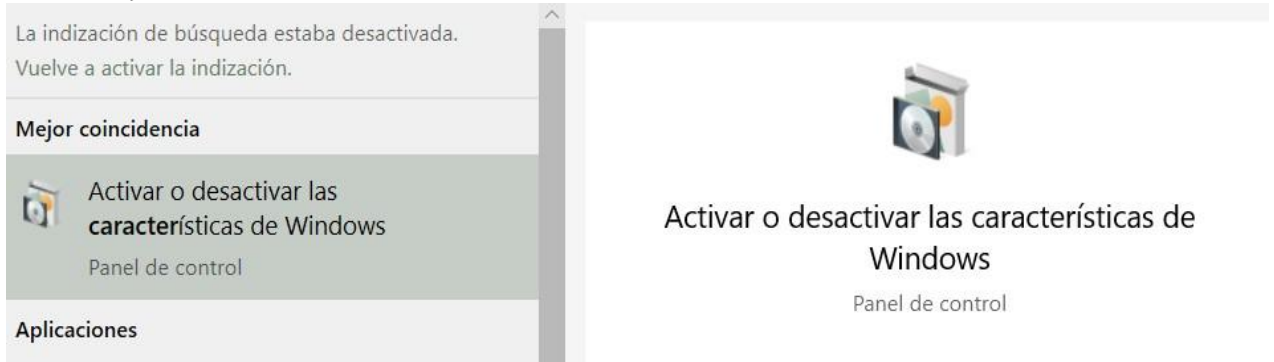 La indización de búsqueda estaba desactivada.
Vuelve a activar la indización.
Mejor coincidencia
Activar o desactivar las
características de Windows
Panel de control
Aplicaciones
Activar o desactivar las características de
Windows
Panel de control